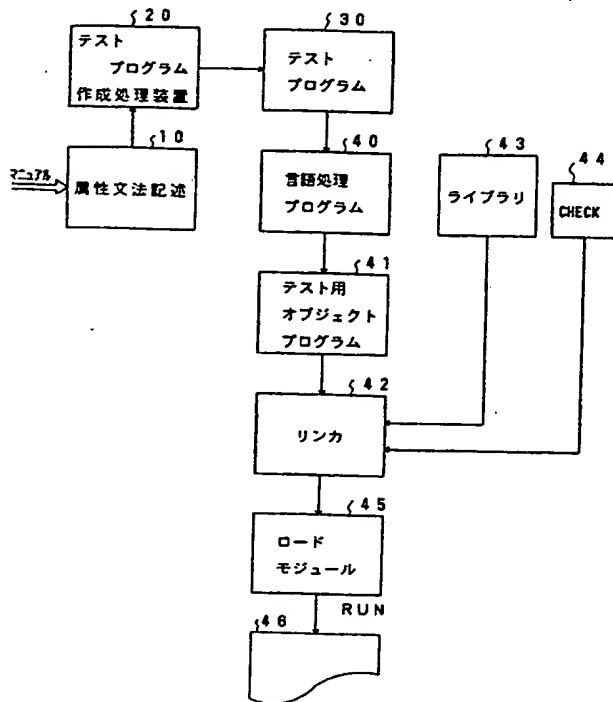 20
テスト
プログラム
作成処理装置
30
テスト
プログラム
10
マニュアル
属性文法記述
40
言語処理
プログラム
43
ライブラリ
44
CHECK
41
テスト用
オブジェクト
プログラム
42
リンカ
45
ロード
モジュール
RUN
46